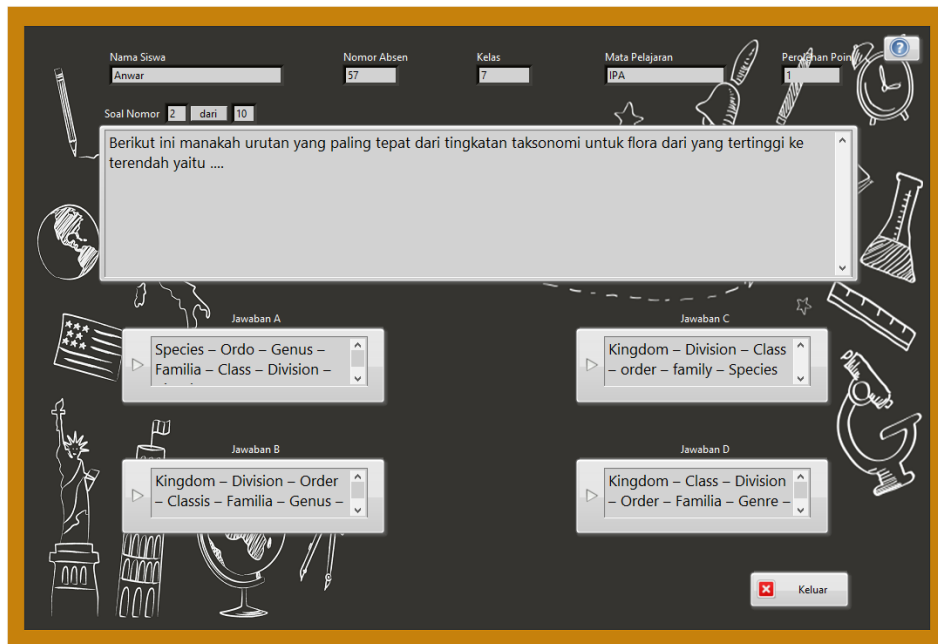 Nama Siswa Nomor Absen Kelas Mata Pelajaran Perolehan Poin
Anwar 57 7 IPA 1
Soal Nomor 2 dari 10
Berikut ini manakah urutan yang paling tepat dari tingkatan taksonomi untuk flora dari yang tertinggi ke
terendah yaitu ....
Jawaban A
Species – Ordo – Genus –
Familia – Class – Division –
Jawaban C
Kingdom – Division – Class
– order – family – Species
Jawaban B
Kingdom – Division – Order
– Classis – Familia – Genus –
Jawaban D
Kingdom – Class – Division
– Order – Familia – Genre –
Keluar